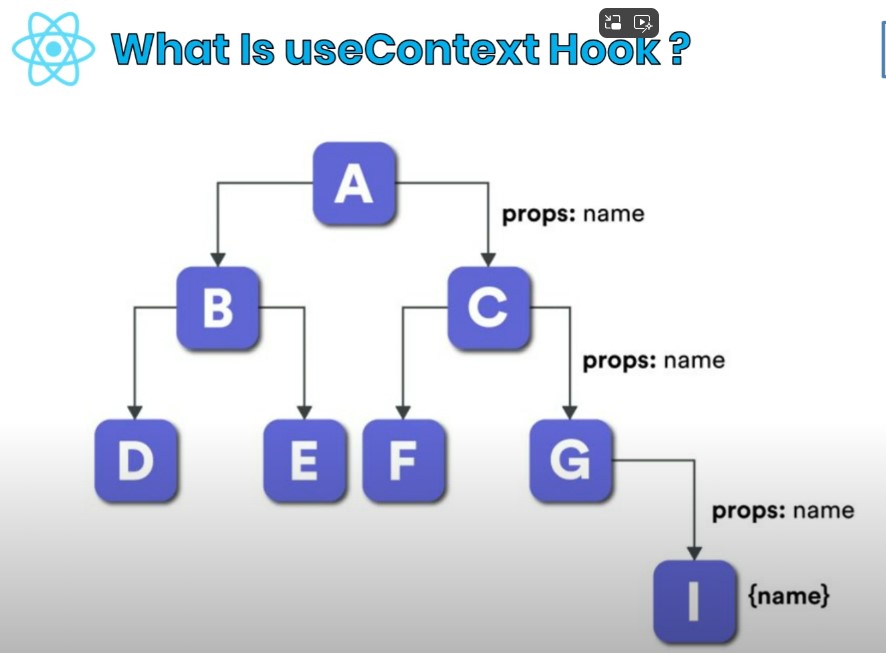 What Is useContext Hook ?
A
props: name
B
C
props: name
D
E
F
G
props: name
I
{name}